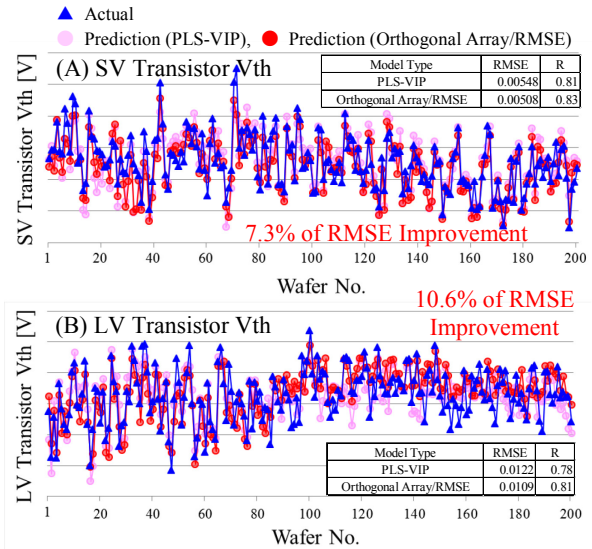 Actual
Prediction (PLS-VIP), Prediction (Orthogonal Array/RMSE)
(A) SV Transistor Vth
Model Type RMSE R
PLS-VIP 0.00548 0.81
Orthogonal Array/RMSE 0.00508 0.83
SV Transistor Vth [V]
7.3% of RMSE Improvement
1 20 40 60 80 100 120 140 160 180 200
Wafer No.
10.6% of RMSE
Improvement
(B) LV Transistor Vth
LV Transistor Vth [V]
Model Type RMSE R
PLS-VIP 0.0122 0.78
Orthogonal Array/RMSE 0.0109 0.81
1 20 40 60 80 100 120 140 160 180 200
Wafer No.